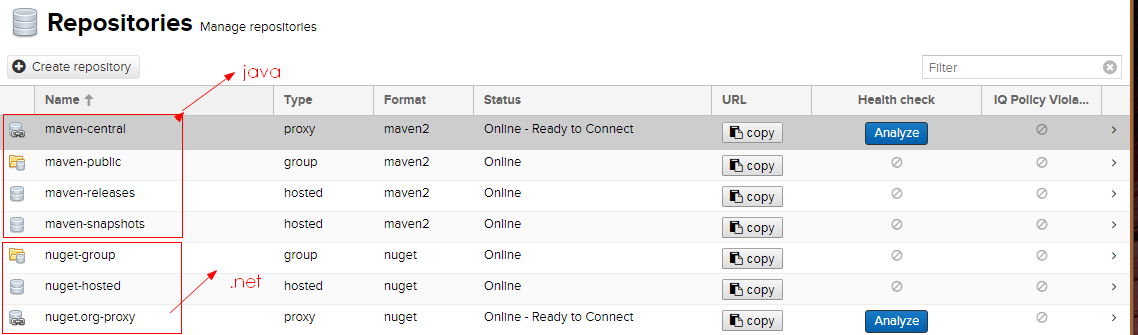 Repositories Manage repositories
Create repository
java
Filter
Name Type Format Status URL Health check IQ Policy Viola...
maven-central proxy maven2 Online - Ready to Connect copy Analyze
maven-public group maven2 Online copy
maven-releases hosted maven2 Online copy
maven-snapshots hosted maven2 Online copy
nuget-group group nuget Online copy
.net
nuget-hosted hosted nuget Online copy
nuget.org-proxy proxy nuget Online - Ready to Connect copy Analyze